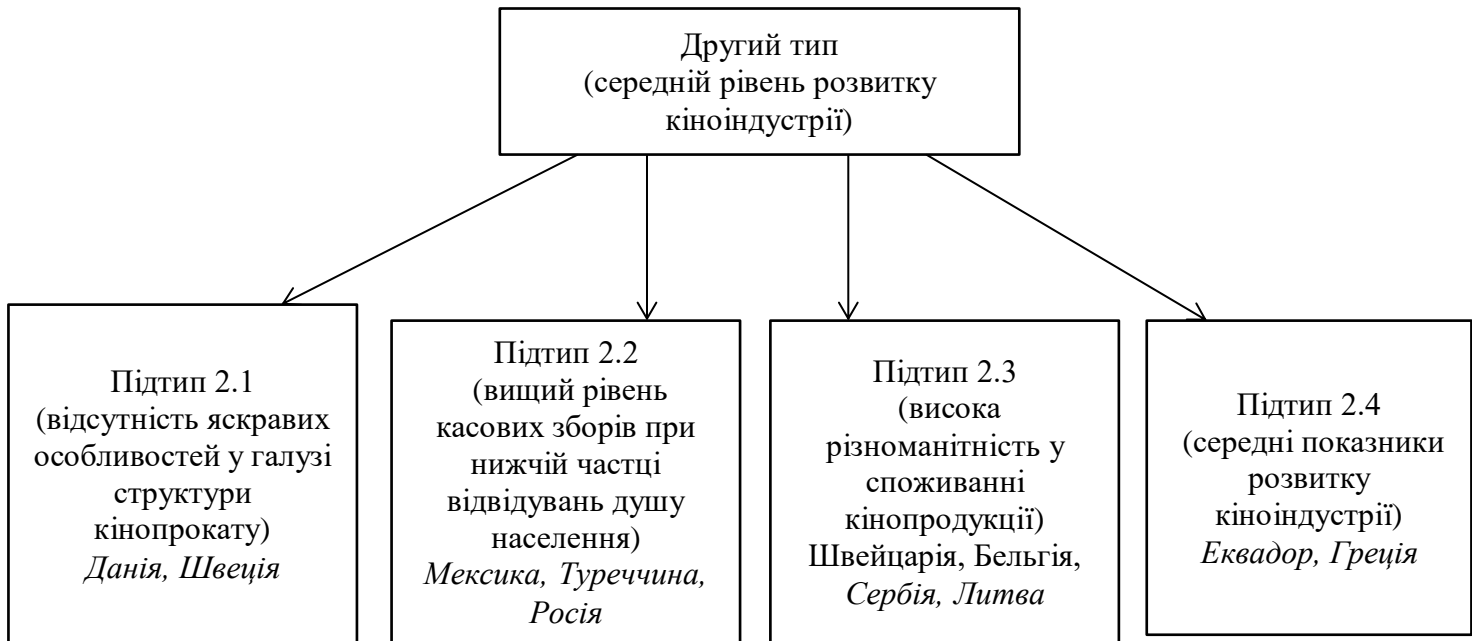 Другий тип
(середній рівень розвитку
кіноіндустрії)
Підтип 2.1
(відсутність яскравих
особливостей у галузі
структури
кінопрокату)
Данія, Швеція
Підтип 2.2
(вищий рівень
касових зборів при
нижчій частці
відвідувань душу
населення)
Мексика, Туреччина,
Росія
Підтип 2.3
(висока
різноманітність у
споживанні
кінопродукції)
Швейцарія, Бельгія,
Сербія, Литва
Підтип 2.4
(середні показники
розвитку
кіноіндустрії)
Еквадор, Греція